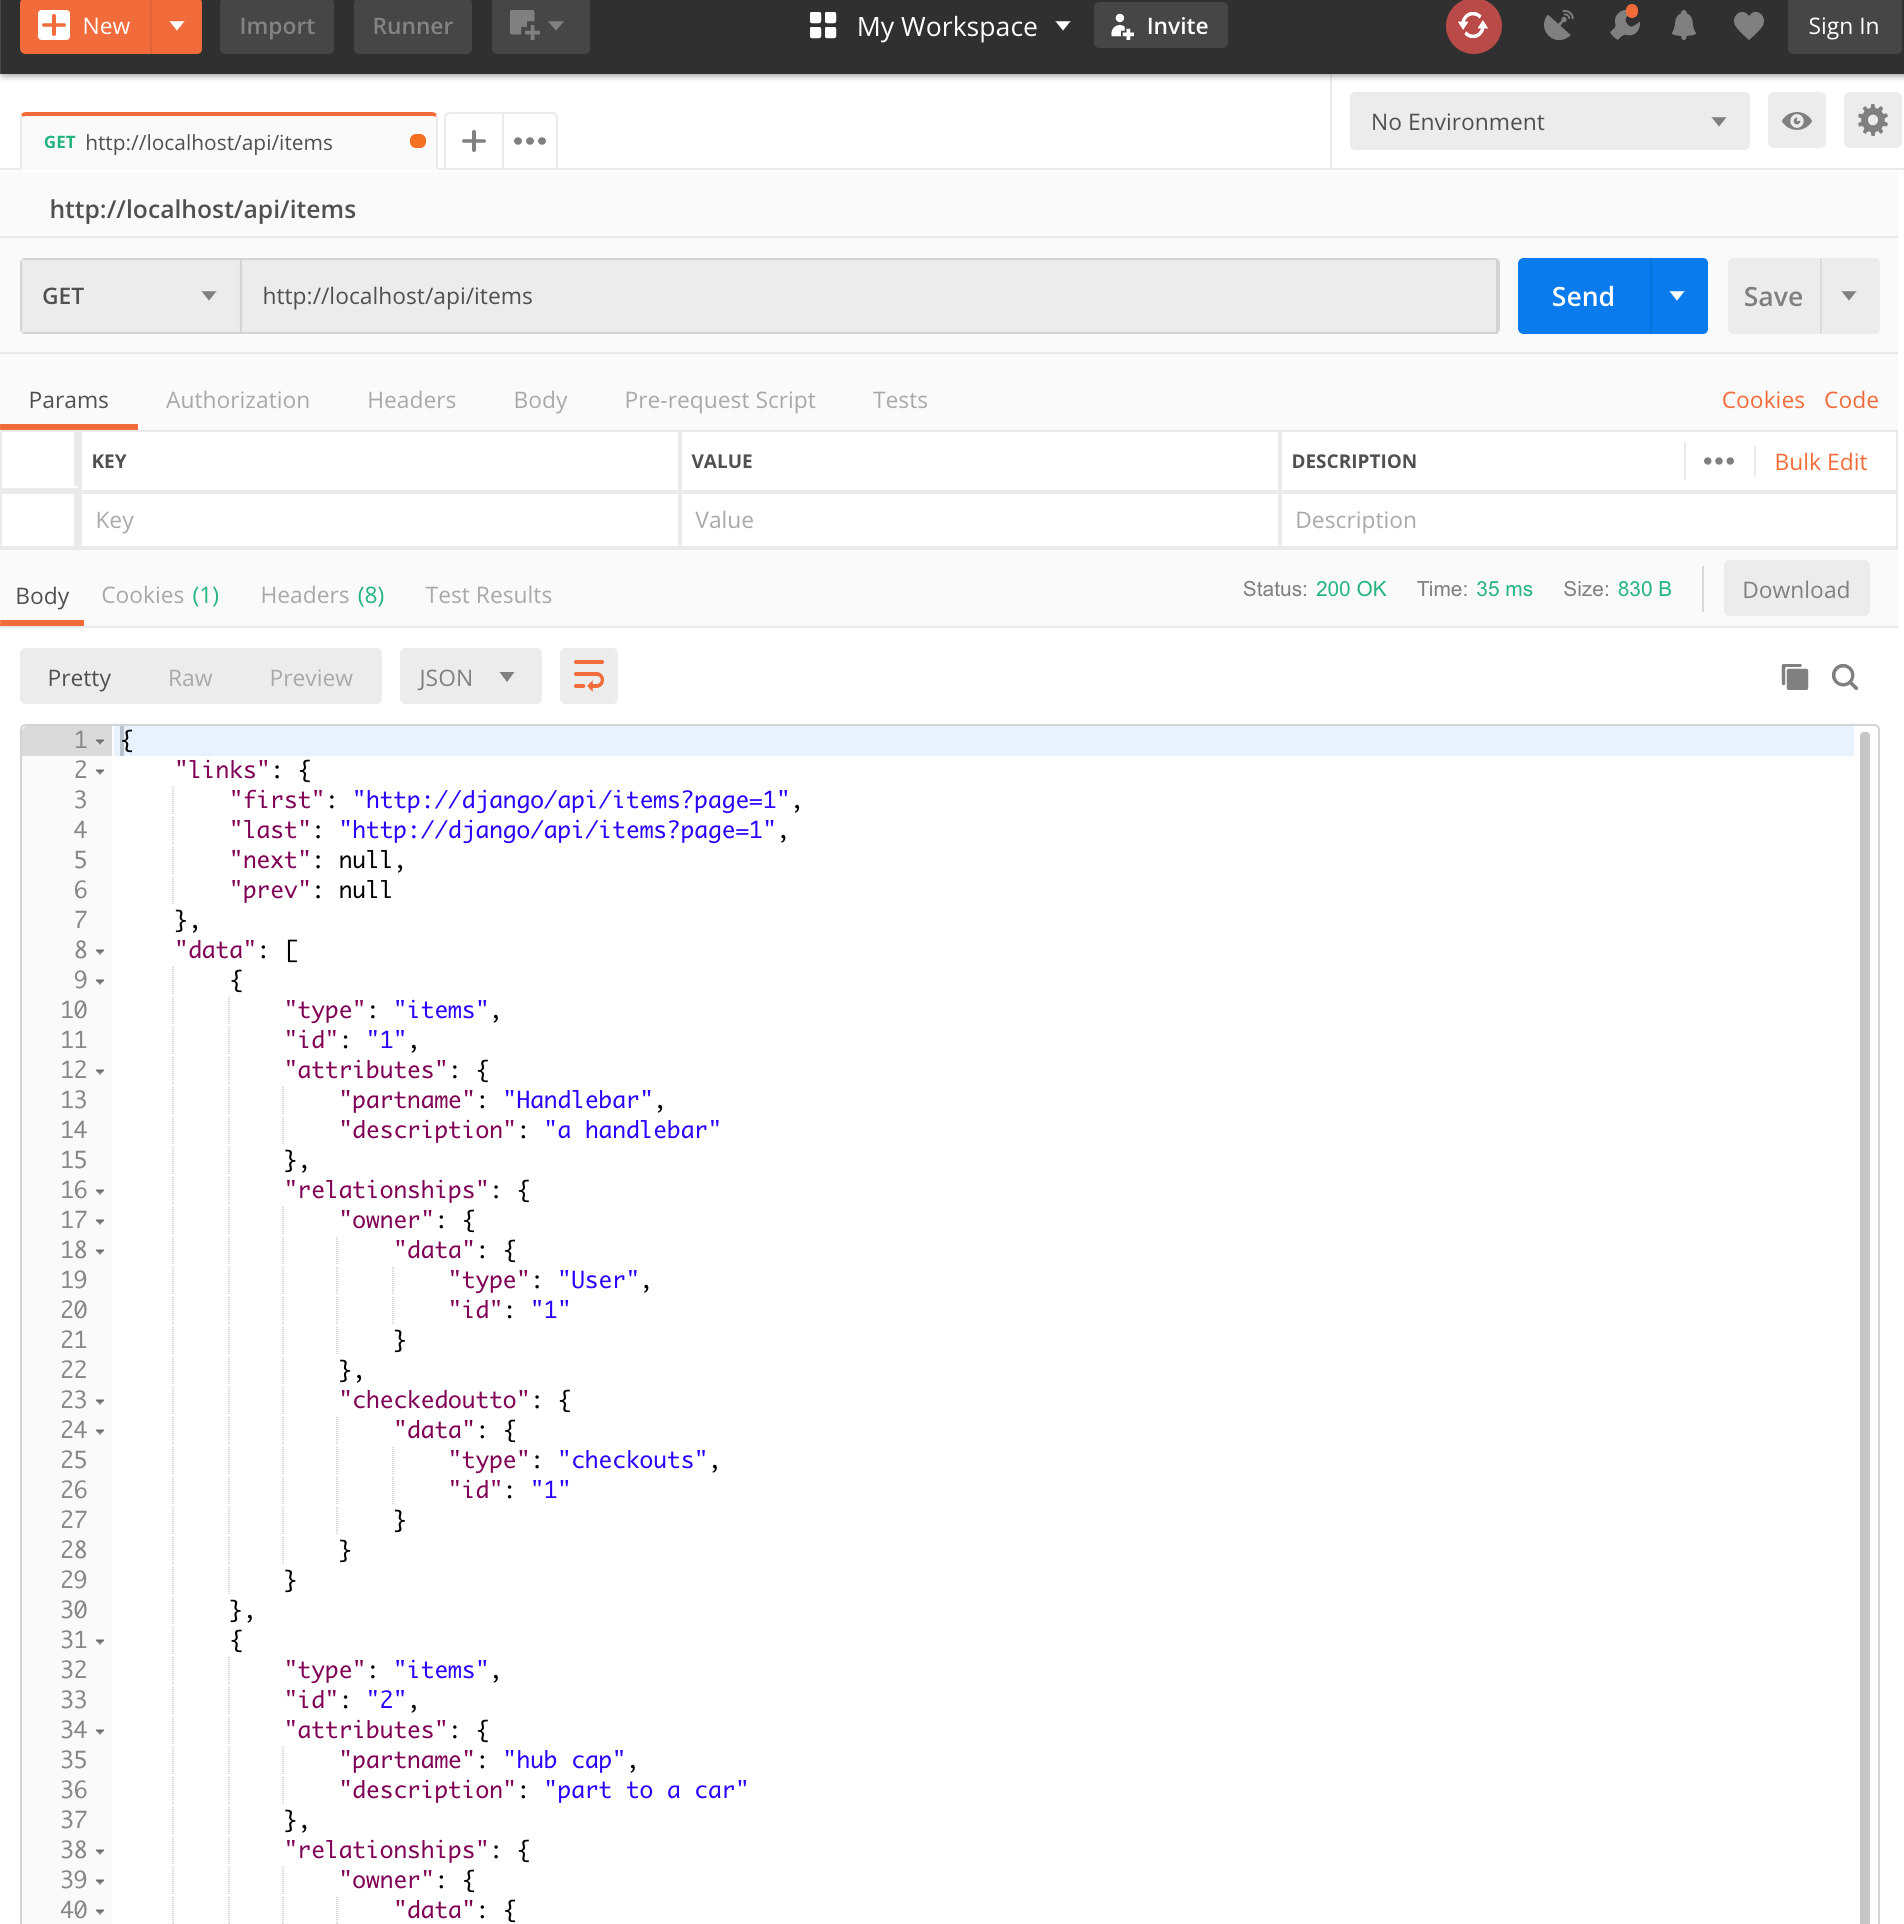 New Import Runner My Workspace Invite Sign In
GET http://localhost/api/items No Environment
http://localhost/api/items
GET http://localhost/api/items Send Save
Params Authorization Headers Body Pre-request Script Tests Cookies Code
KEY VALUE DESCRIPTION Bulk Edit
Key Value Description
Body Cookies (1) Headers (8) Test Results Status: 200 OK Time: 35 ms Size: 830 B Download
Pretty Raw Preview JSON
1 {
2 "links": {
3 "first": "http://django/api/items?page=1",
4 "last": "http://django/api/items?page=1",
5 "next": null,
6 "prev": null
7 },
8 "data": [
9 {
10 "type": "items",
11 "id": "1",
12 "attributes": {
13 "partname": "Handlebar",
14 "description": "a handlebar"
15 },
16 "relationships": {
17 "owner": {
18 "data": {
19 "type": "User",
20 "id": "1"
21 }
22 },
23 "checkedoutto": {
24 "data": {
25 "type": "checkouts",
26 "id": "1"
27 }
28 }
29 }
30 },
31 {
32 "type": "items",
33 "id": "2",
34 "attributes": {
35 "partname": "hub cap",
36 "description": "part to a car"
37 },
38 "relationships": {
39 "owner": {
40 "data": {